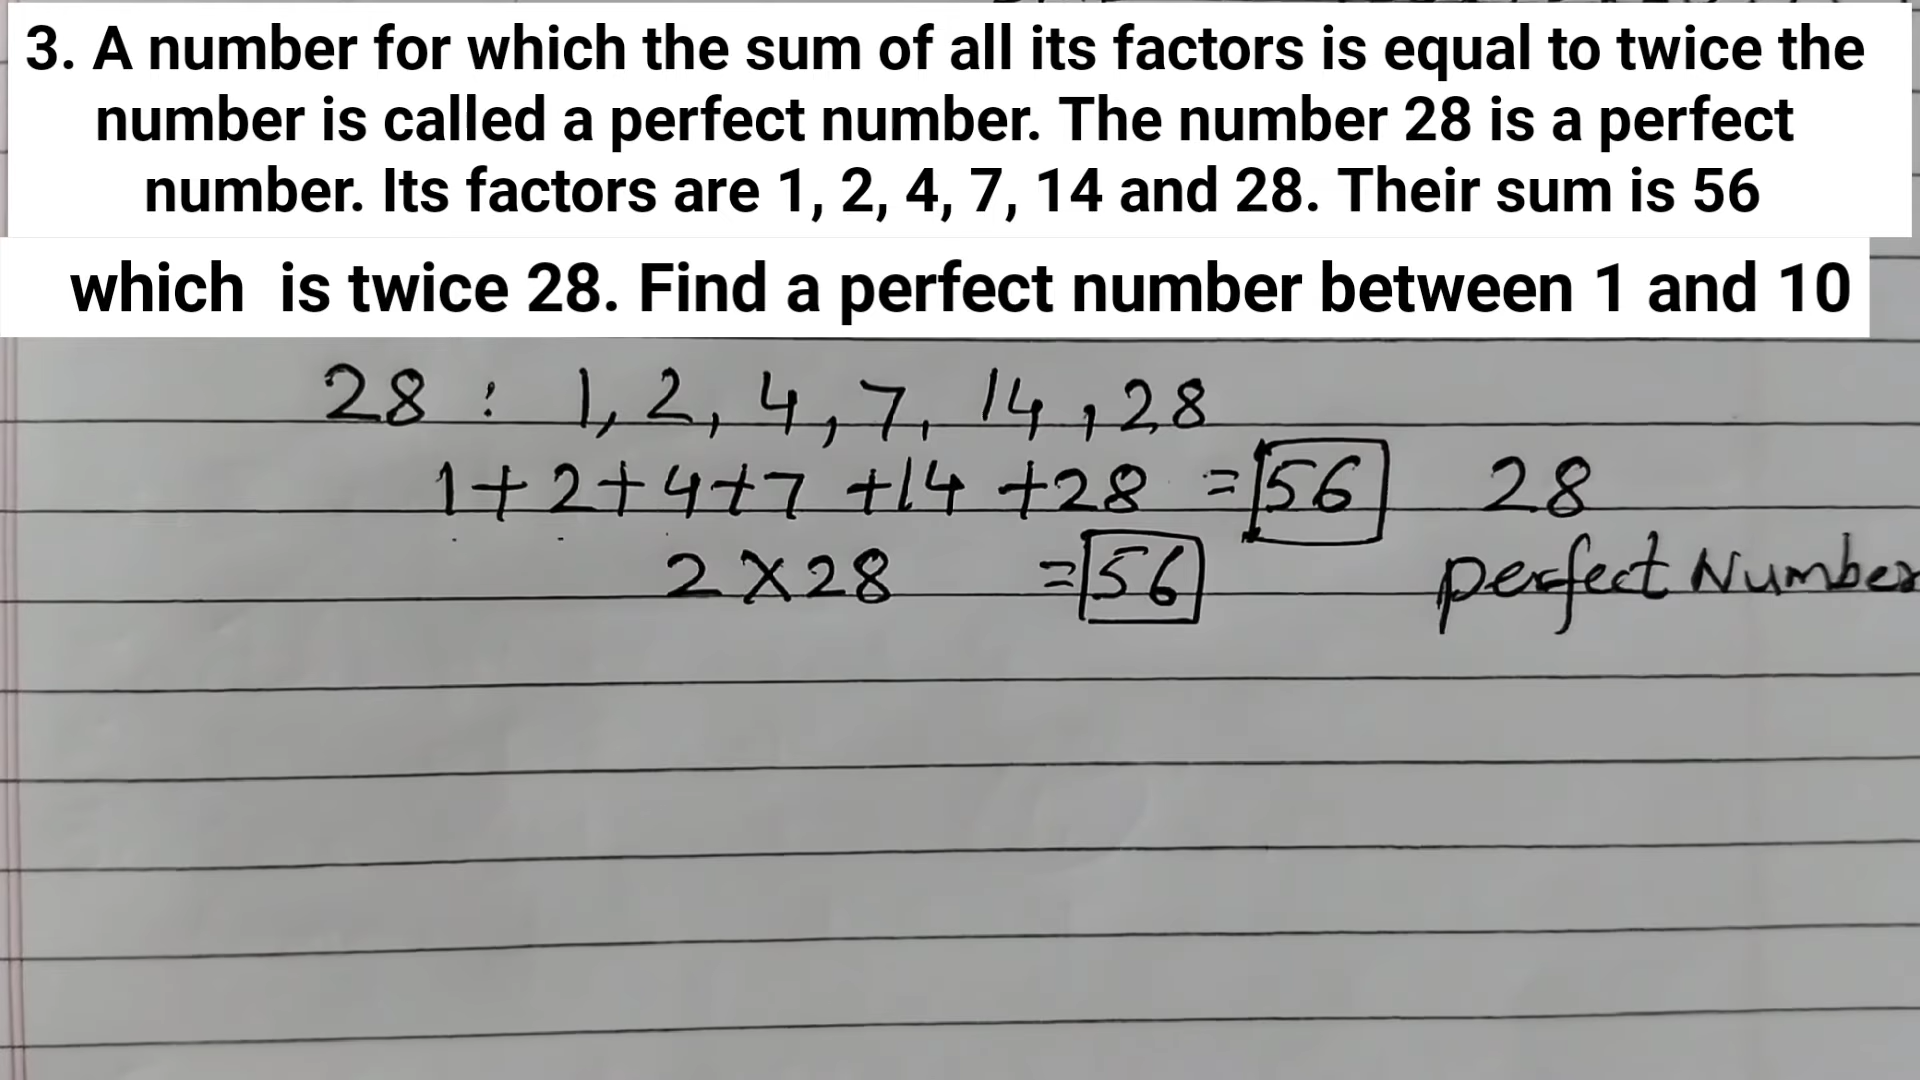 3. A number for which the sum of all its factors is equal to twice the
number is called a perfect number. The number 28 is a perfect
number. Its factors are 1, 2, 4, 7, 14 and 28. Their sum is 56
which is twice 28. Find a perfect number between 1 and 10
28 : 1, 2, 4, 7, 14, 28
1+2+4+7+14+28 = 56 28
2×28 = 56 perfect Number